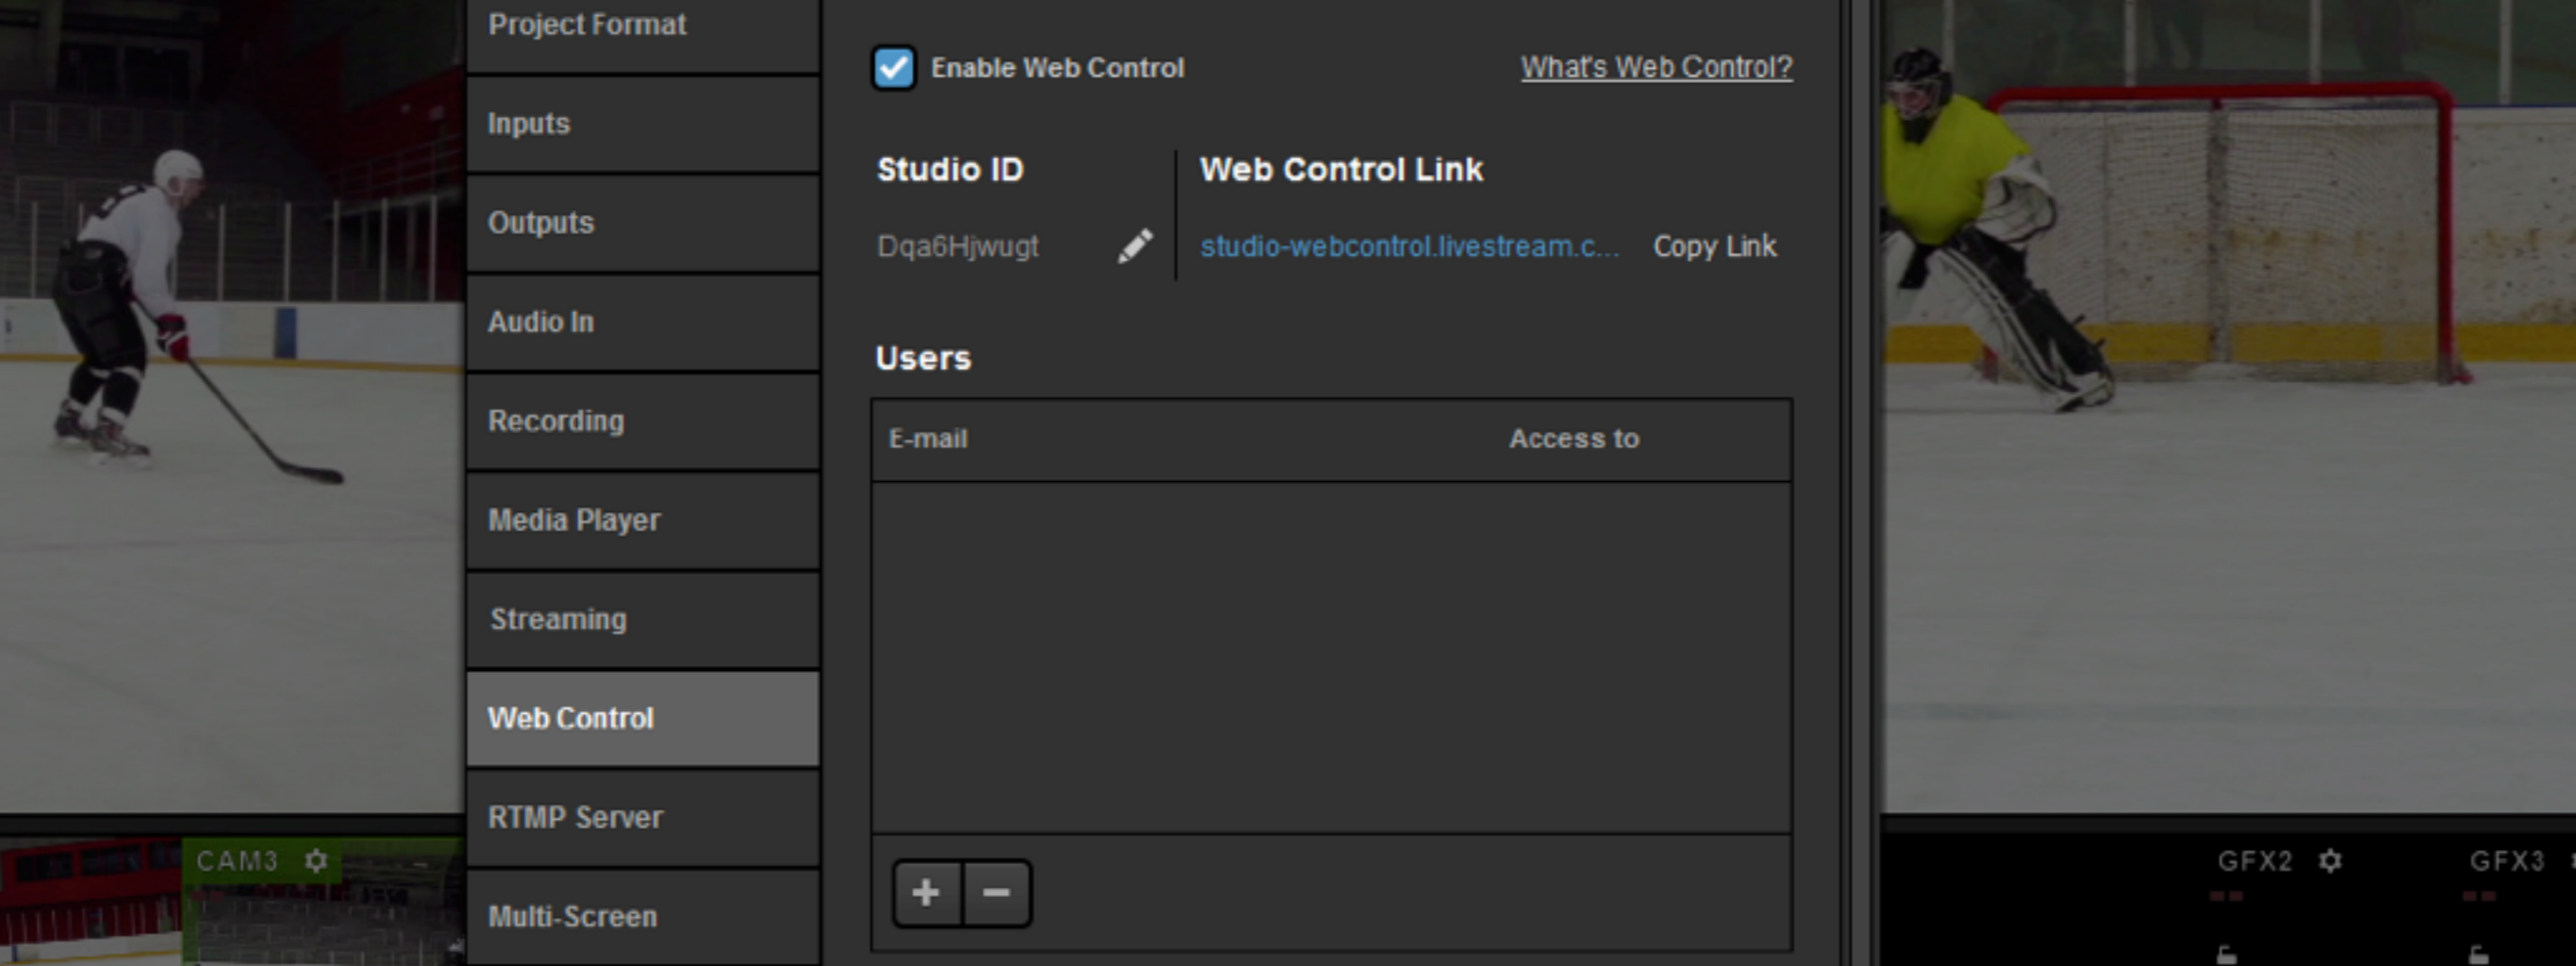 Project Format
Inputs
Outputs
Audio In
Recording
Media Player
Streaming
Web Control
RTMP Server
Multi-Screen
Enable Web Control
What's Web Control?
Studio ID
Web Control Link
Dqa6Hjwugt
studio-webcontrol.livestream.c...
Copy Link
Users
E-mail
Access to
CAM3
GFX2
GFX3